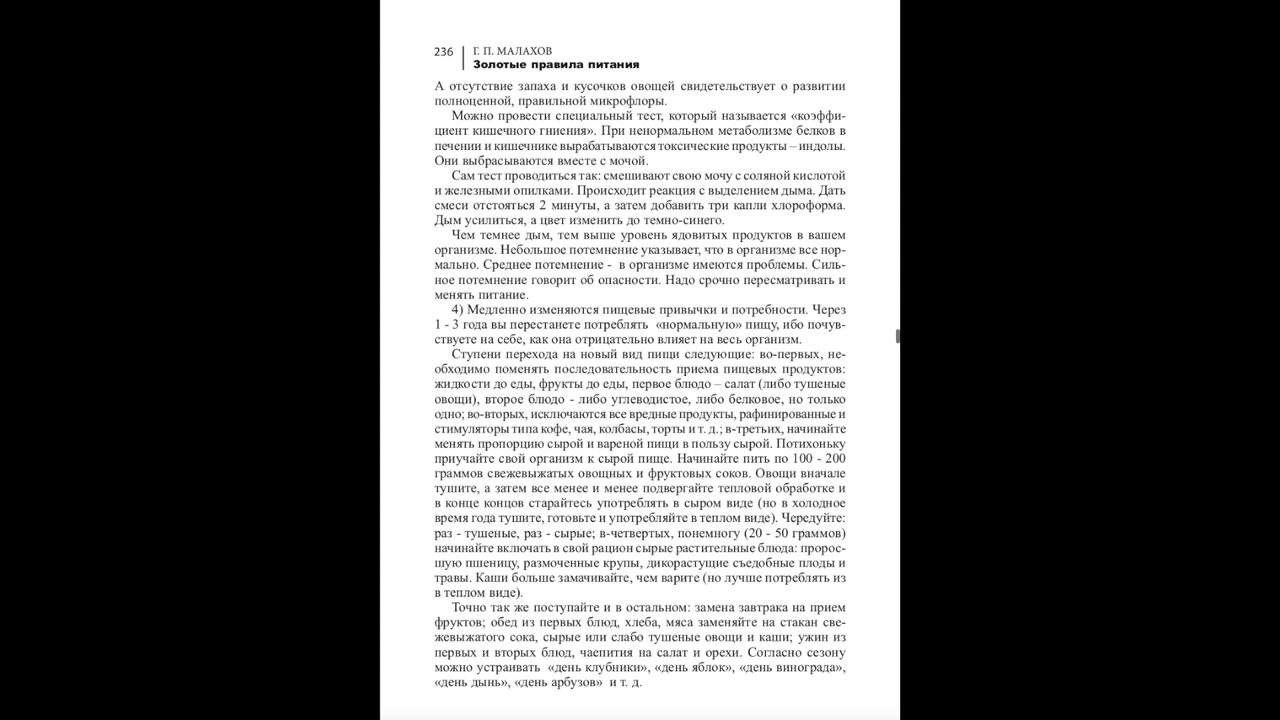 236
Г. П. МАЛАХОВ
Золотые правила питания
А отсутствие запаха и кусочков овощей свидетельствует о развитии
полноценной, правильной микрофлоры.
Можно провести специальный тест, который называется «коэффи-
циент кишечного гниения». При ненормальном метаболизме белков в
печении и кишечнике вырабатываются токсические продукты – индолы.
Они выбрасываются вместе с мочой.
Сам тест проводиться так: смешивают свою мочу с соляной кислотой
и железными опилками. Происходит реакция с выделением дыма. Дать
смеси отстояться 2 минуты, а затем добавить три капли хлороформа.
Дым усилиться, а цвет изменить до темно-синего.
Чем темнее дым, тем выше уровень ядовитых продуктов в вашем
организме. Небольшое потемнение указывает, что в организме все нор-
мально. Среднее потемнение - в организме имеются проблемы. Силь-
ное потемнение говорит об опасности. Надо срочно пересматривать и
менять питание.
4) Медленно изменяются пищевые привычки и потребности. Через
1 - 3 года вы перестанете потреблять «нормальную» пищу, ибо почув-
ствуете на себе, как она отрицательно влияет на весь организм.
Ступени перехода на новый вид пищи следующие: во-первых, не-
обходимо поменять последовательность приема пищевых продуктов:
жидкости до еды, фрукты до еды, первое блюдо – салат (либо тушеные
овощи), второе блюдо - либо углеводистое, либо белковое, но только
одно; во-вторых, исключаются все вредные продукты, рафинированные и
стимуляторы типа кофе, чая, колбасы, торты и т. д.; в-третьих, начинайте
менять пропорцию сырой и вареной пищи в пользу сырой. Потихоньку
приучайте свой организм к сырой пище. Начинайте пить по 100 - 200
граммов свежевыжатых овощных и фруктовых соков. Овощи вначале
тушите, а затем все менее и менее подвергайте тепловой обработке и
в конце концов старайтесь употреблять в сыром виде (но в холодное
время года тушите, готовьте и употребляйте в теплом виде). Чередуйте:
раз - тушеные, раз - сырые; в-четвертых, понемногу (20 - 50 граммов)
начинайте включать в свой рацион сырые растительные блюда: пророс-
шую пшеницу, размоченные крупы, дикорастущие съедобные плоды и
травы. Каши больше замачивайте, чем варите (но лучше потреблять из
в теплом виде).
Точно так же поступайте и в остальном: замена завтрака на прием
фруктов; обед из первых блюд, хлеба, мяса заменяйте на стакан све-
жевыжатого сока, сырые или слабо тушеные овощи и каши; ужин из
первых и вторых блюд, чаепития на салат и орехи. Согласно сезону
можно устраивать «день клубники», «день яблок», «день винограда»,
«день дынь», «день арбузов» и т. д.